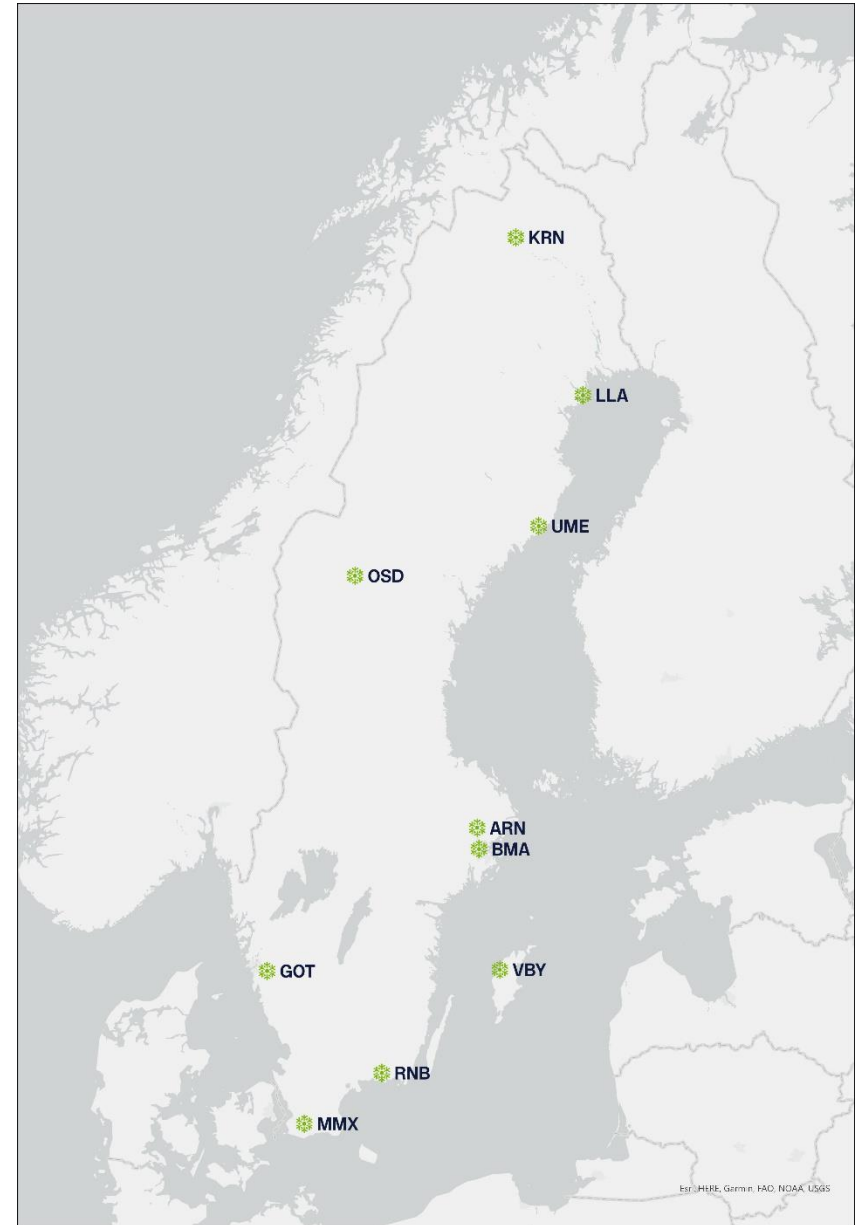 KRN
LLA
UME
OSD
ARN
BMA
GOT
VBY
RNB
MMX
Esri, HERE, Garmin, FAO, NOAA, USGS